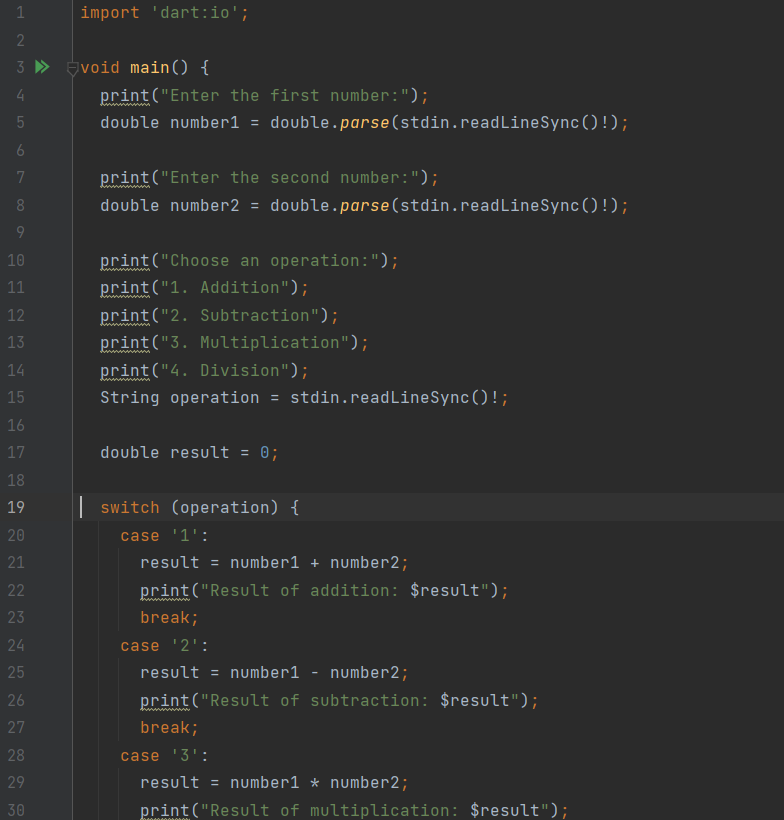 1 import 'dart:io';
2
3 void main() {
4 print("Enter the first number:");
5 double number1 = double.parse(stdin.readLineSync()!);
6
7 print("Enter the second number:");
8 double number2 = double.parse(stdin.readLineSync()!);
9
10 print("Choose an operation:");
11 print("1. Addition");
12 print("2. Subtraction");
13 print("3. Multiplication");
14 print("4. Division");
15 String operation = stdin.readLineSync()!;
16
17 double result = 0;
18
19 switch (operation) {
20 case '1':
21 result = number1 + number2;
22 print("Result of addition: $result");
23 break;
24 case '2':
25 result = number1 - number2;
26 print("Result of subtraction: $result");
27 break;
28 case '3':
29 result = number1 * number2;
30 print("Result of multiplication: $result");